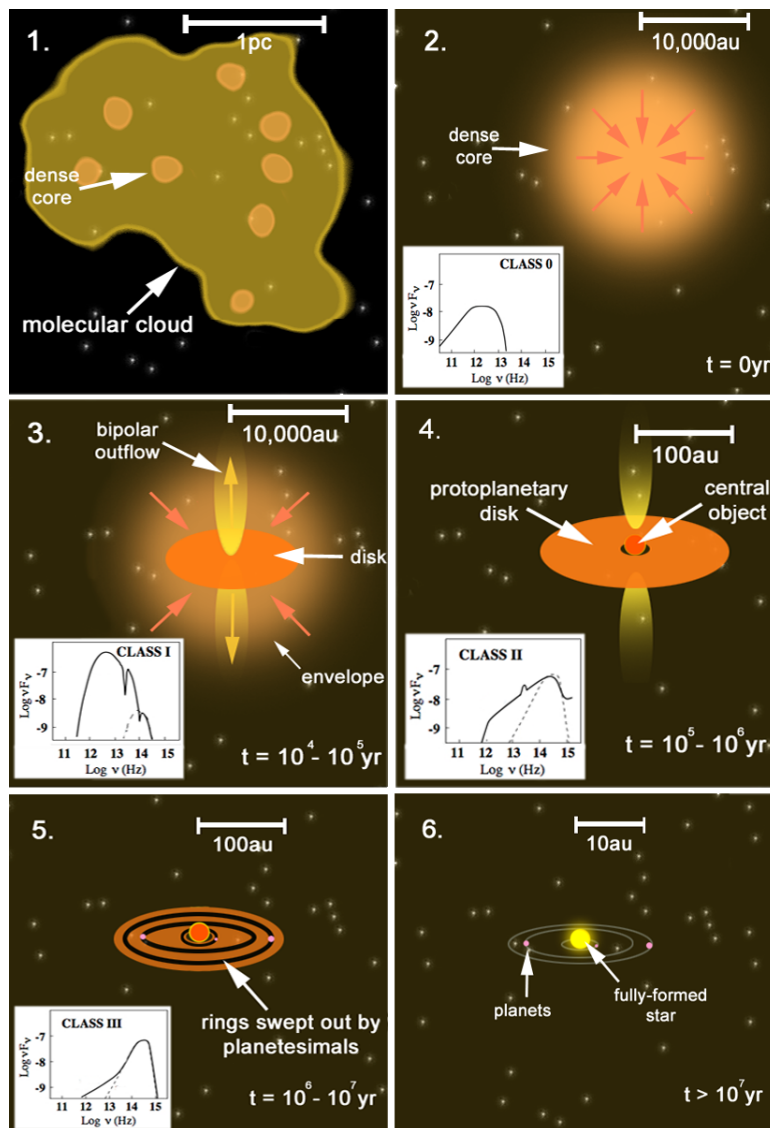 1.
1pc
dense
core
molecular cloud
2.
10,000au
dense
core
CLASS 0
Log νFν
-7
-8
-9
11 12 13 14 15
Log ν (Hz)
t = 0yr
3.
10,000au
bipolar
outflow
disk
envelope
CLASS I
Log νFν
-7
-8
-9
11 12 13 14 15
Log ν (Hz)
t = 10⁴ - 10⁵yr
4.
100au
protoplanetary
disk
central
object
CLASS II
Log νFν
-7
-8
-9
11 12 13 14 15
Log ν (Hz)
t = 10⁵ - 10⁶yr
5.
100au
rings swept out by
planetesimals
CLASS III
Log νFν
-7
-8
-9
11 12 13 14 15
Log ν (Hz)
t = 10⁶ - 10⁷yr
6.
10au
planets
fully-formed
star
t > 10⁷yr